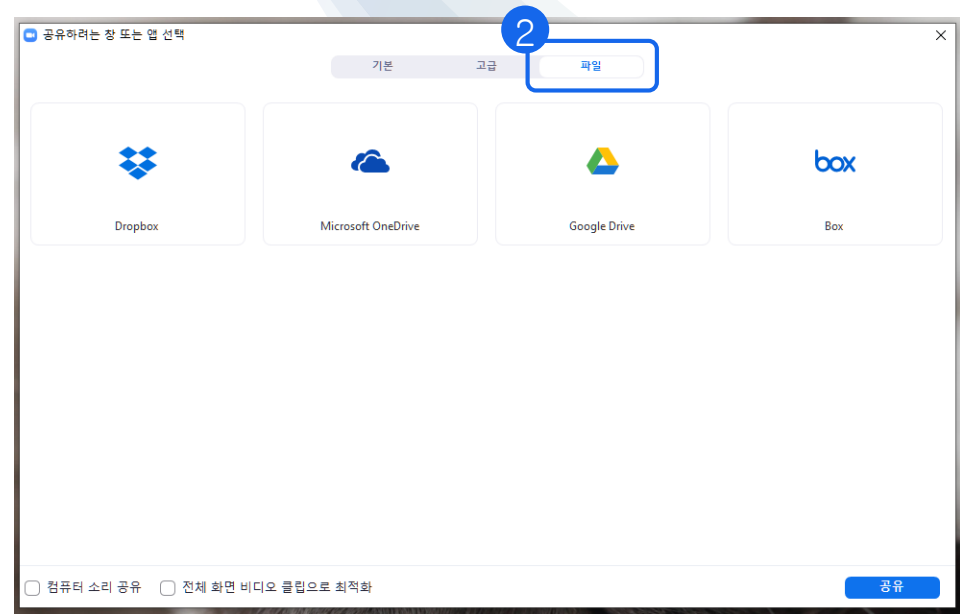 공유하려는 창 또는 앱 선택
2
기본 고급 파일
Dropbox Microsoft OneDrive Google Drive box Box
컴퓨터 소리 공유 전체 화면 비디오 클립으로 최적화 공유